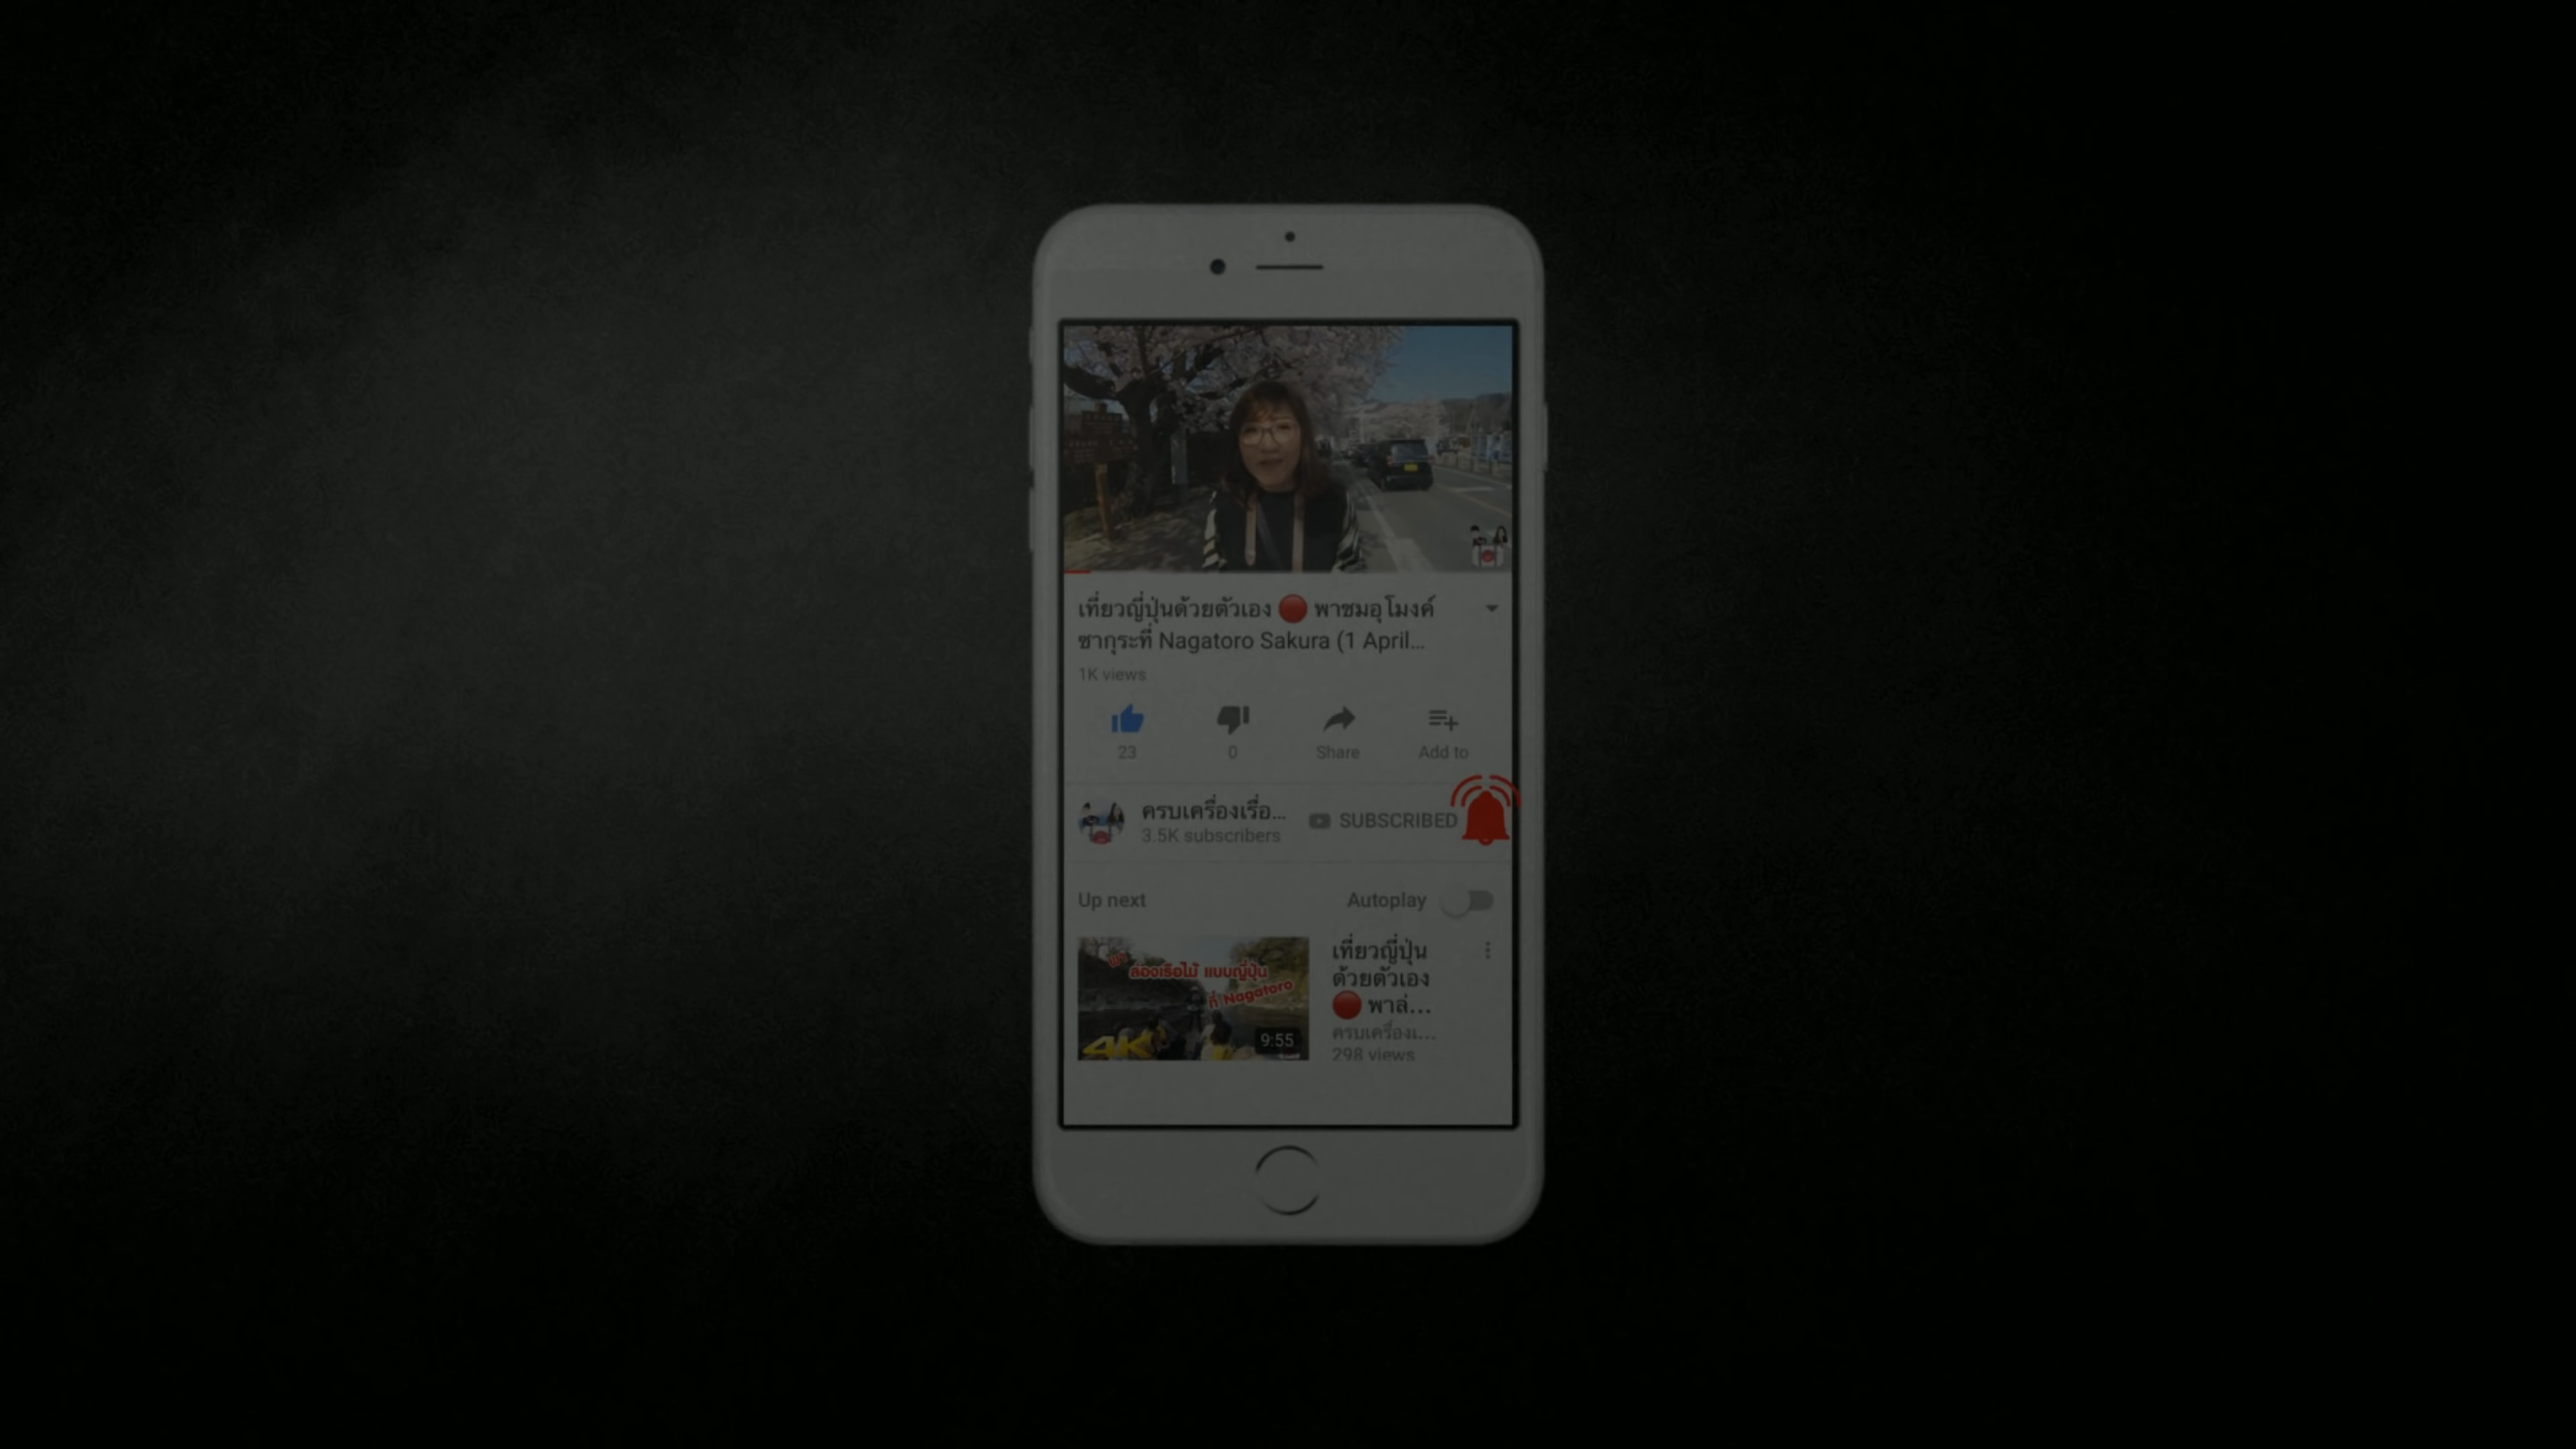 เที่ยวญี่ปุ่นด้วยตัวเอง 🔴 พาชมอุโมงค์
ซากุระที่ Nagatoro Sakura (1 April...
1K views
23
0
Share
Add to
ครบเครื่องเรื่อ...
3.5K subscribers
SUBSCRIBED
Up next
Autoplay
ล่องเรือไม้ แบบญี่ปุ่น
ที่ Nagatoro
4K
9:55
เที่ยวญี่ปุ่น
ด้วยตัวเอง
🔴 พาล่...
ครบเครื่องเ...
298 views